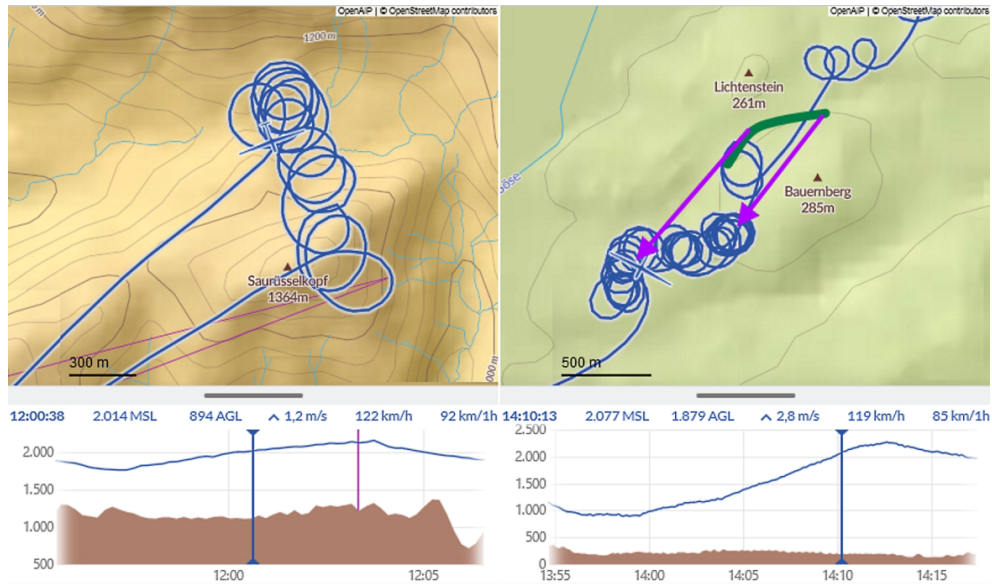 OpenAIP | © OpenStreetMap contributors
1200 m
Saurüsselkopf
1364m
300 m
12:00:38 2.014 MSL 894 AGL 1,2 m/s 122 km/h 92 km/1h
2.000
1.500
1.000
500
12:00 12:05
OpenAIP | © OpenStreetMap contributors
Lichtenstein
261m
Bauernberg
285m
öse
500 m
14:10:13 2.077 MSL 1.879 AGL 2,8 m/s 119 km/h 85 km/1h
2.500
2.000
1.500
1.000
500
0
13:55 14:00 14:05 14:10 14:15